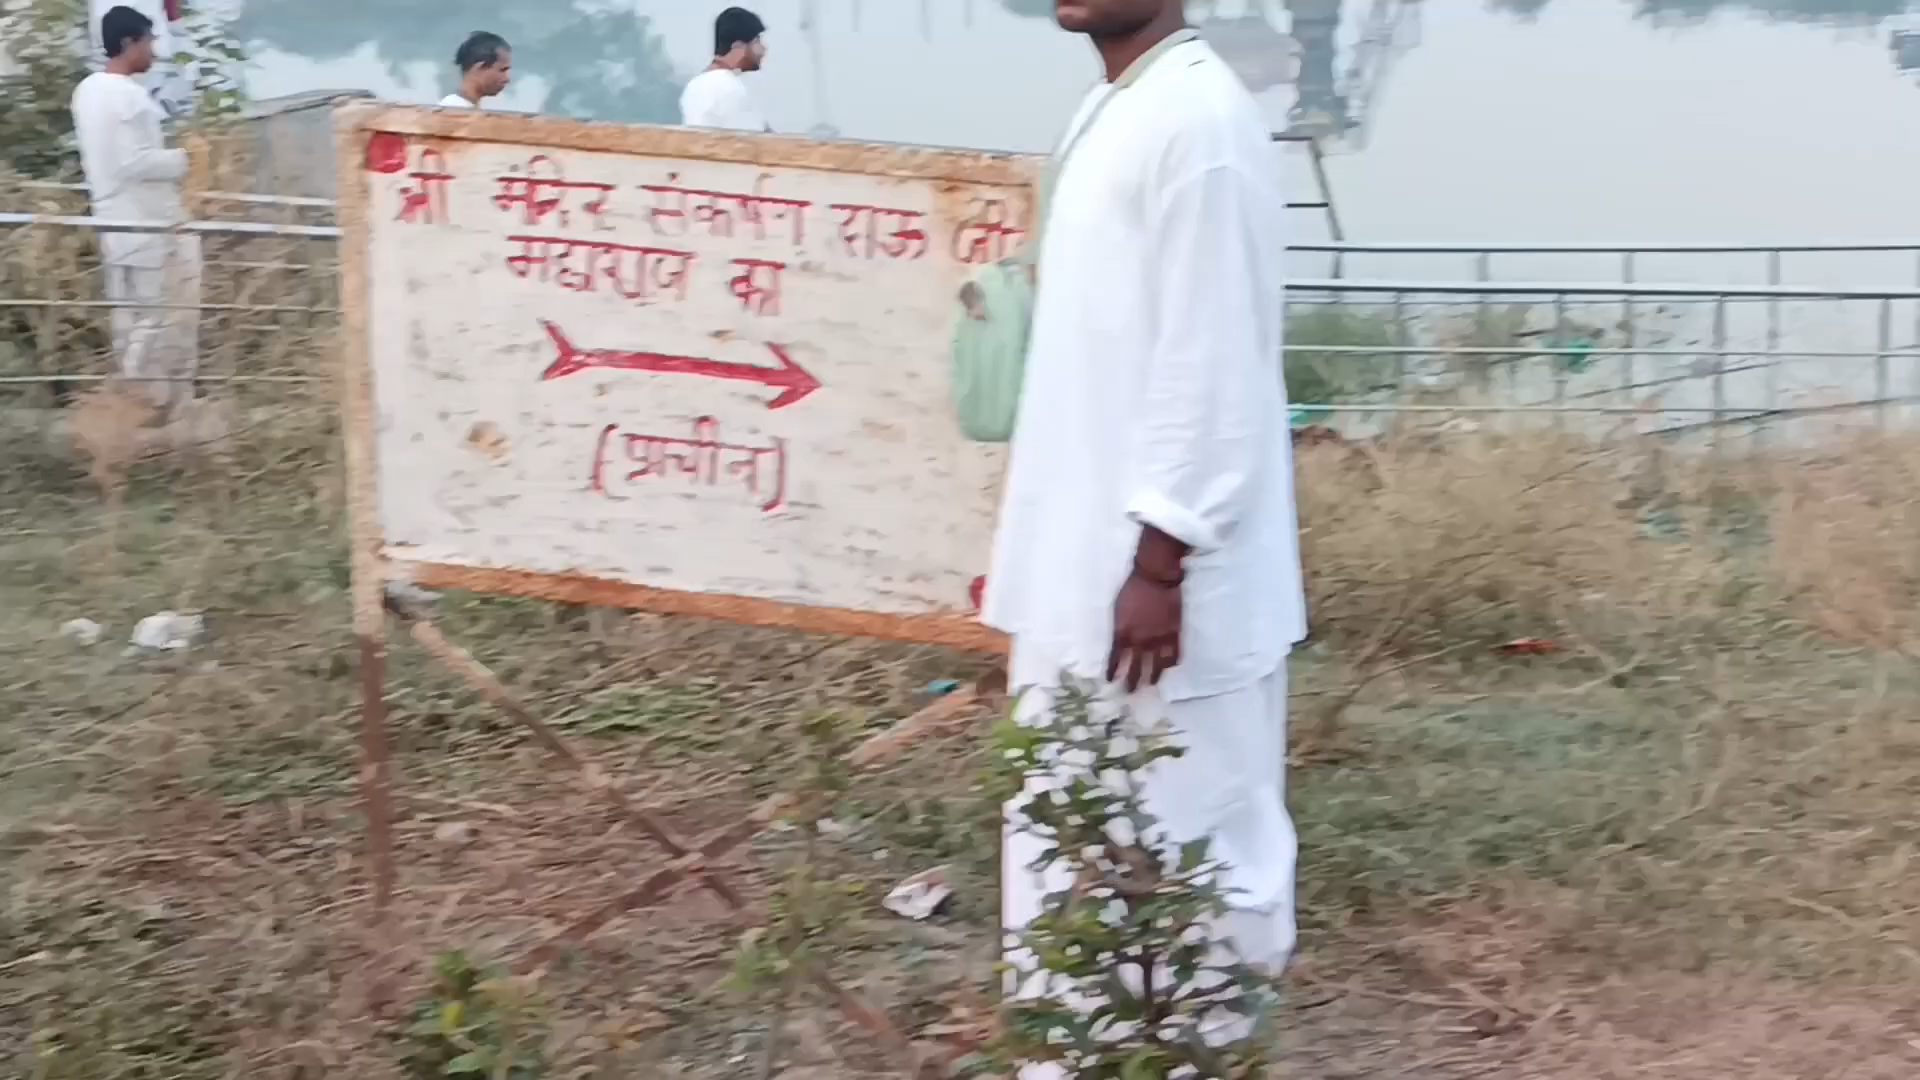 श्री मंदिर संकर्षण दाऊ जी
महाराज का
(प्राचीन)